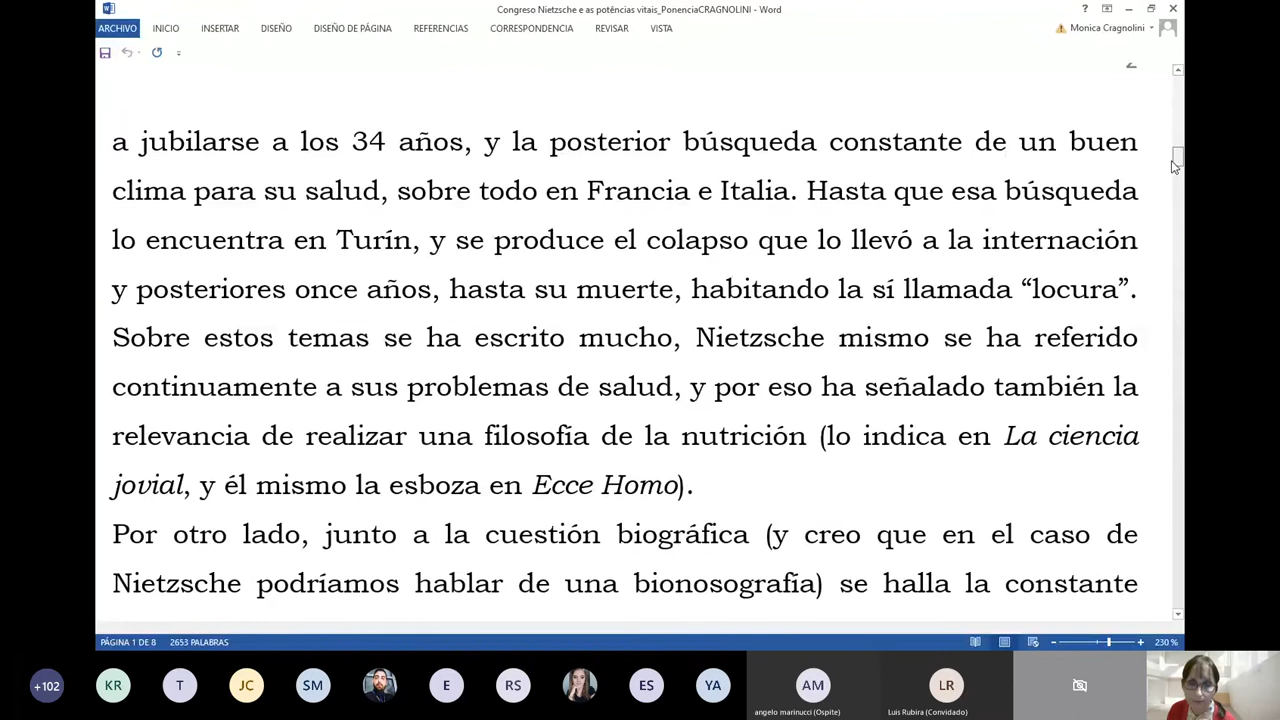 Congreso Nietzsche e as potências vitais_PonenciaCRAGNOLINI - Word
ARCHIVO INICIO INSERTAR DISEÑO DISEÑO DE PÁGINA REFERENCIAS CORRESPONDENCIA REVISAR VISTA Monica Cragnolini
a jubilarse a los 34 años, y la posterior búsqueda constante de un buen
clima para su salud, sobre todo en Francia e Italia. Hasta que esa búsqueda
lo encuentra en Turín, y se produce el colapso que lo llevó a la internación
y posteriores once años, hasta su muerte, habitando la sí llamada “locura”.
Sobre estos temas se ha escrito mucho, Nietzsche mismo se ha referido
continuamente a sus problemas de salud, y por eso ha señalado también la
relevancia de realizar una filosofía de la nutrición (lo indica en La ciencia
jovial, y él mismo la esboza en Ecce Homo).
Por otro lado, junto a la cuestión biográfica (y creo que en el caso de
Nietzsche podríamos hablar de una bionosografía) se halla la constante
PÁGINA 1 DE 8 2653 PALABRAS 230 %
+102 KR T JC SM E RS ES YA AM LR
angelo marinucci (Ospite) Luis Rubira (Convidado)